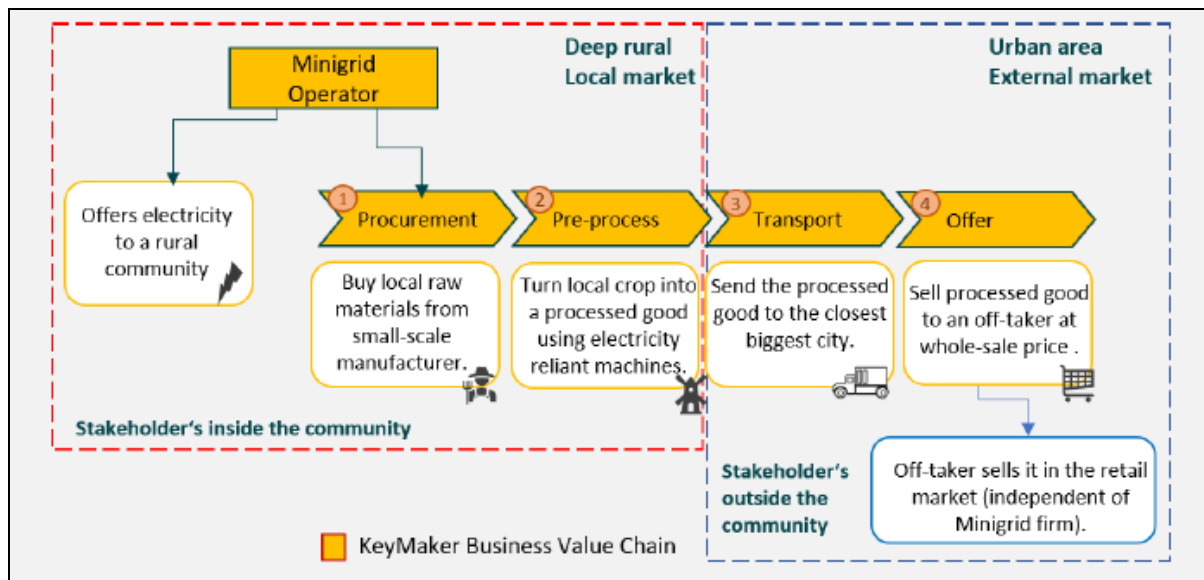 Deep rural
Local market
Urban area
External market
Minigrid
Operator
Offers electricity
to a rural
community
1
Procurement
2
Pre-process
3
Transport
4
Offer
Buy local raw
materials from
small-scale
manufacturer.
Turn local crop into
a processed good
using electricity
reliant machines.
Send the processed
good to the closest
biggest city.
Sell processed good
to an off-taker at
whole-sale price .
Stakeholder's inside the community
Stakeholder's
outside the
community
Off-taker sells it in the retail
market (independent of
Minigrid firm).
KeyMaker Business Value Chain